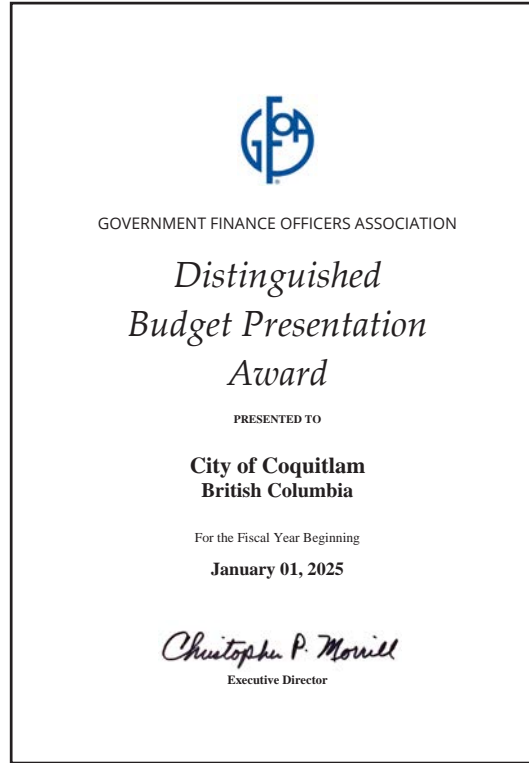 GFOA
®
GOVERNMENT FINANCE OFFICERS ASSOCIATION
Distinguished
Budget Presentation
Award
PRESENTED TO
City of Coquitlam
British Columbia
For the Fiscal Year Beginning
January 01, 2025
Christopher P. Morrill
Executive Director